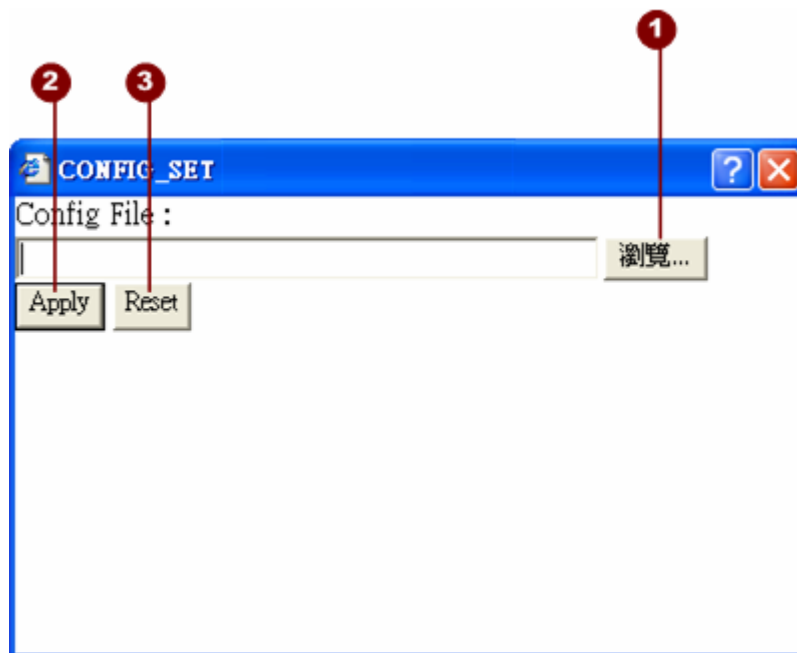 1
2 3
CONFIG_SET ?
Config File :
瀏覽...
Apply Reset